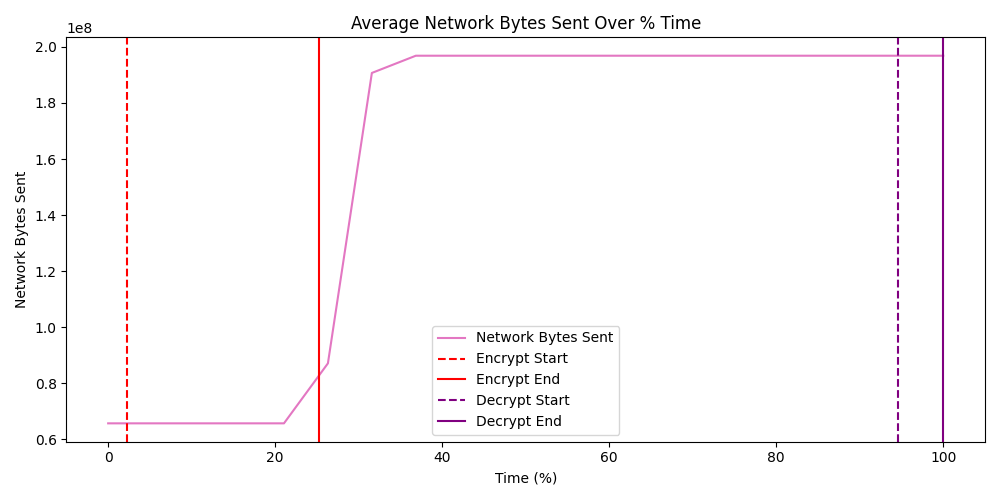 Average Network Bytes Sent Over % Time
1e8
2.0
1.8
1.6
1.4
1.2
1.0
0.8
0.6
Network Bytes Sent
Network Bytes Sent
Encrypt Start
Encrypt End
Decrypt Start
Decrypt End
0 20 40 60 80 100
Time (%)